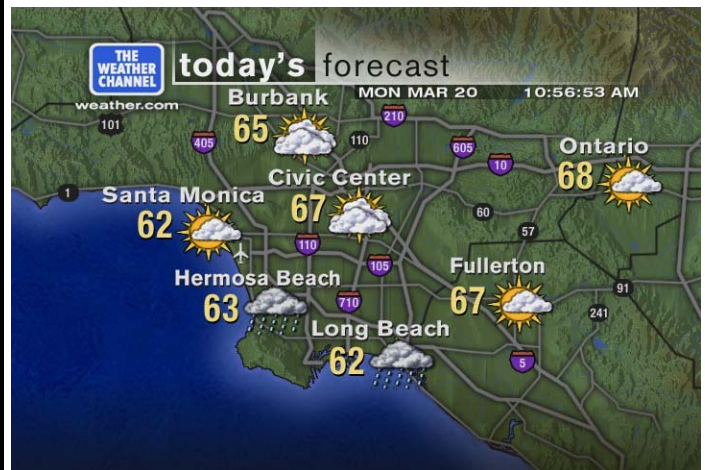 THE
WEATHER
CHANNEL
weather.com
today's forecast
MON MAR 20 10:56:53 AM
Burbank
65
101
405
110
210
605
10
Ontario
68
Civic Center
67
Santa Monica
62
1
60
57
110
105
Hermosa Beach
63
710
Fullerton
67
91
241
Long Beach
62
5